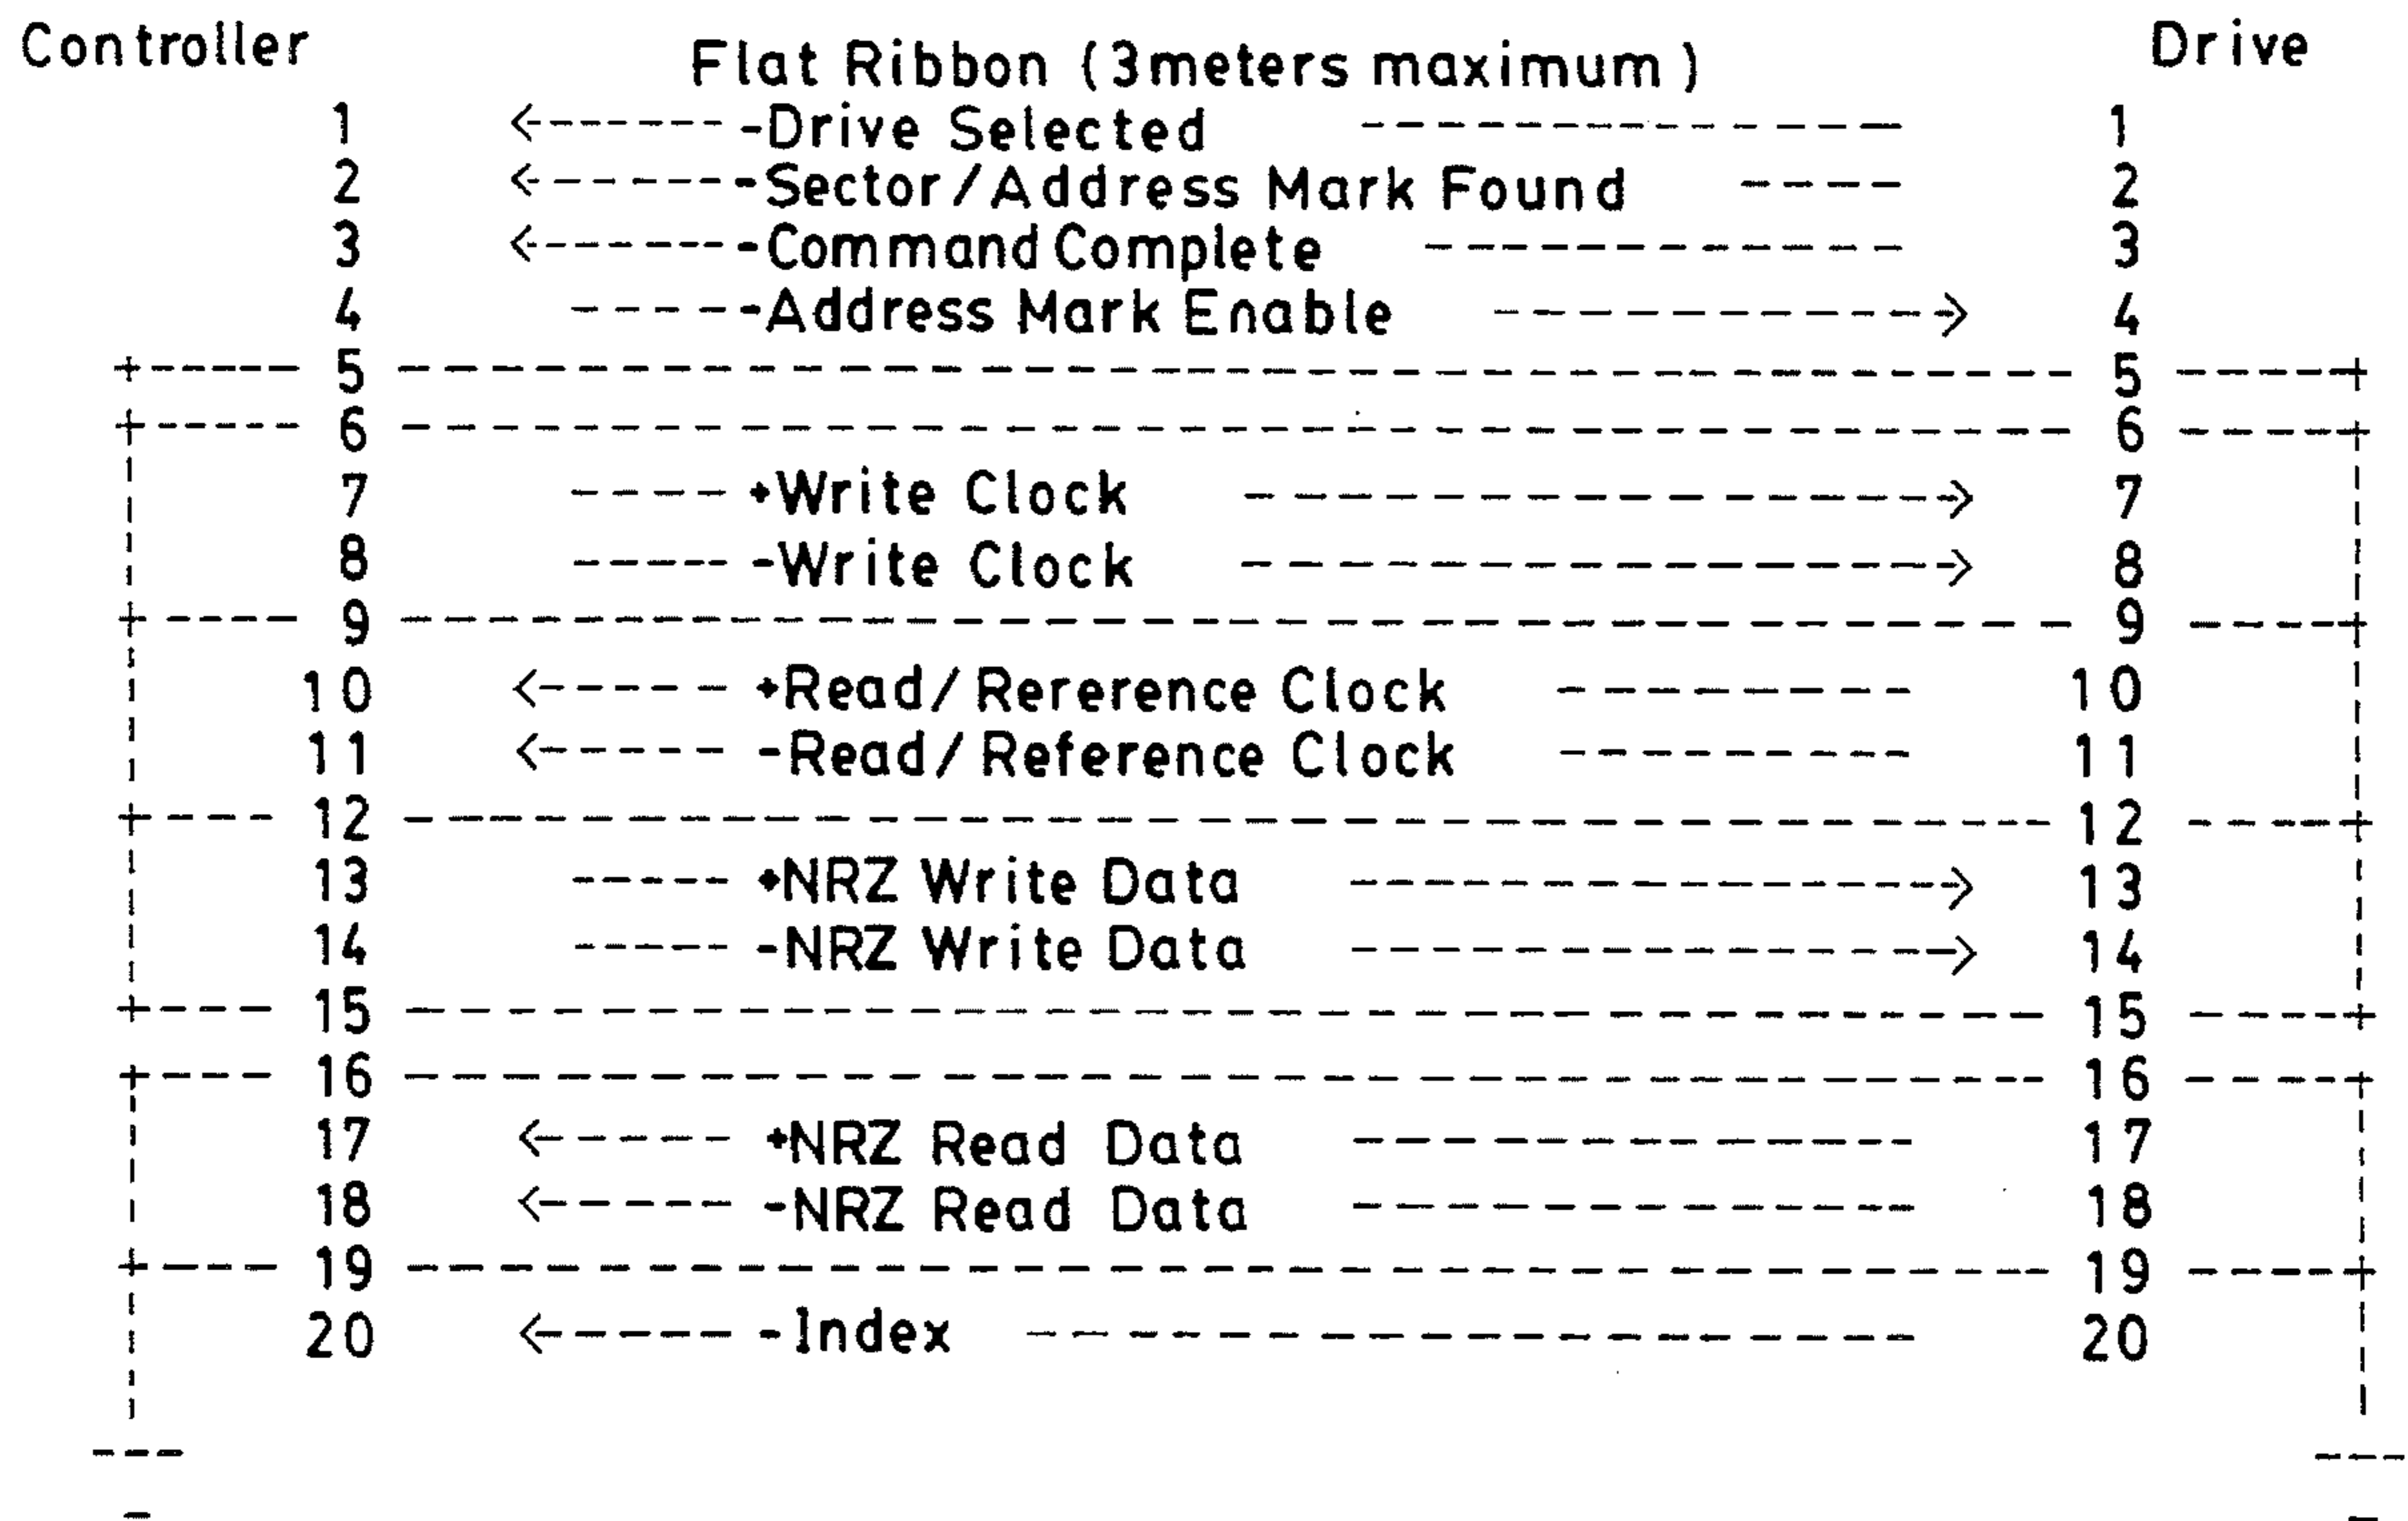 Controller Flat Ribbon (3meters maximum) Drive
1 <------- -Drive Selected ---------------- 1
2 <------- -Sector/Address Mark Found ---- 2
3 <------- -Command Complete ----------- 3
4 ---- -Address Mark Enable -----------> 4
+----- 5 ---------------------------------------- 5 -----+
+----- 6 ---------------------------------------- 6 -----+
7 ---- +Write Clock ---------------> 7
8 ----- -Write Clock ---------------> 8
+----- 9 ---------------------------------------- 9 -----+
10 <----- +Read/Rererence Clock -------- 10
11 <----- -Read/Reference Clock --------- 11
+---- 12 ---------------------------------------- 12 -----+
13 ----- +NRZ Write Data -------------> 13
14 ----- -NRZ Write Data -------------> 14
+---- 15 ---------------------------------------- 15 -----+
+---- 16 ---------------------------------------- 16 -----+
17 <----- +NRZ Read Data ------------ 17
18 <----- -NRZ Read Data ------------ 18
+---- 19 ---------------------------------------- 19 -----+
20 <----- -Index ------------------- 20